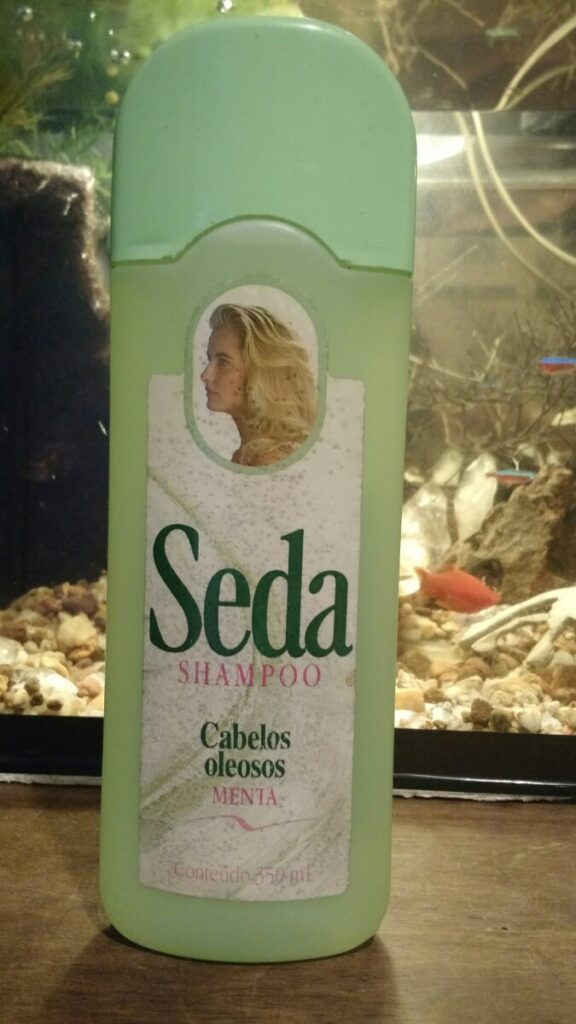 Seda
SHAMPOO
Cabelos
oleosos
MENTA
Conteúdo 350 ml